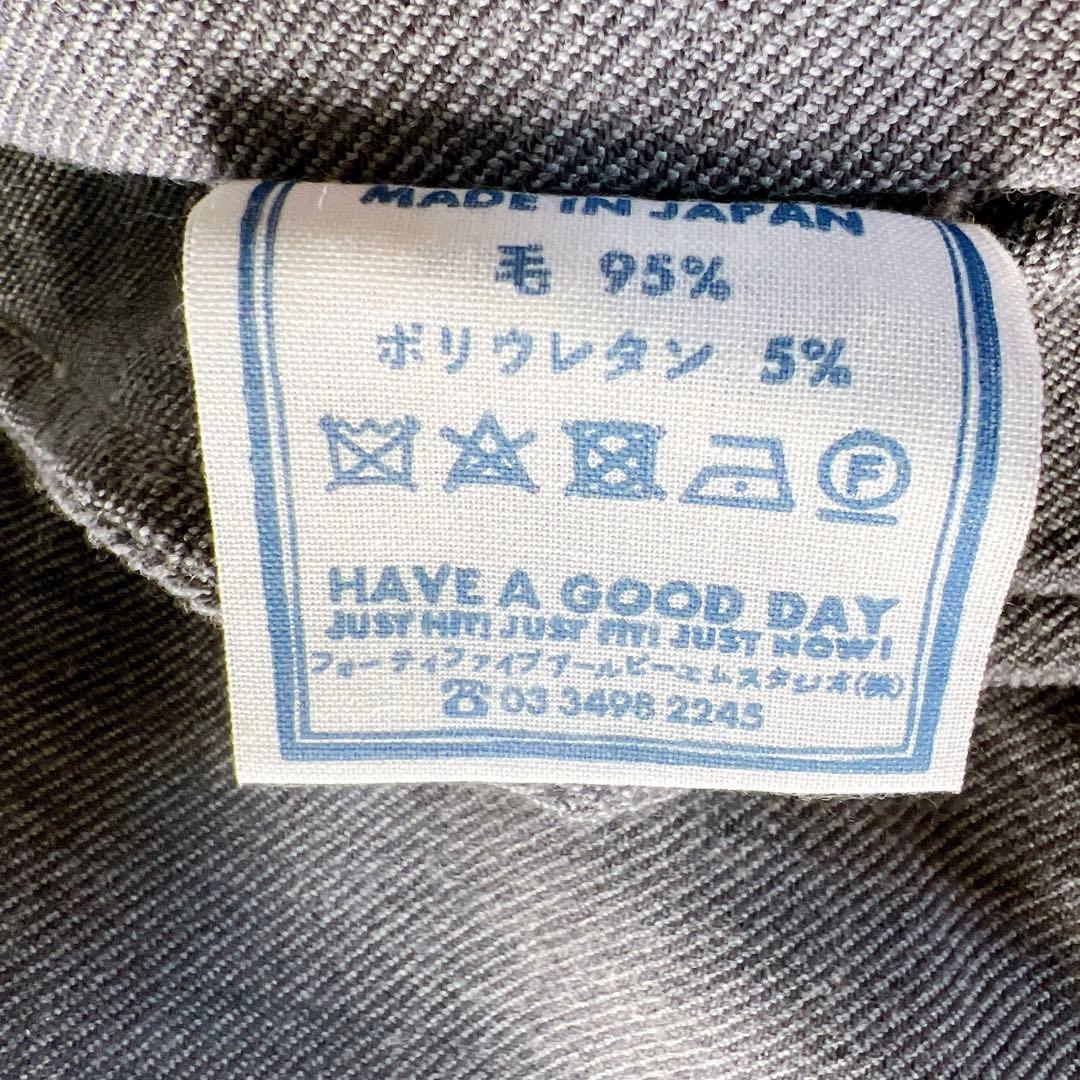 MADE IN JAPAN
毛 95%
ポリウレタン 5%
F
HAVE A GOOD DAY
JUST HIT! JUST FIT! JUST NOW!
フォーティファイブアールピーエムスタジオ(株)
☎ 03 3498 2245